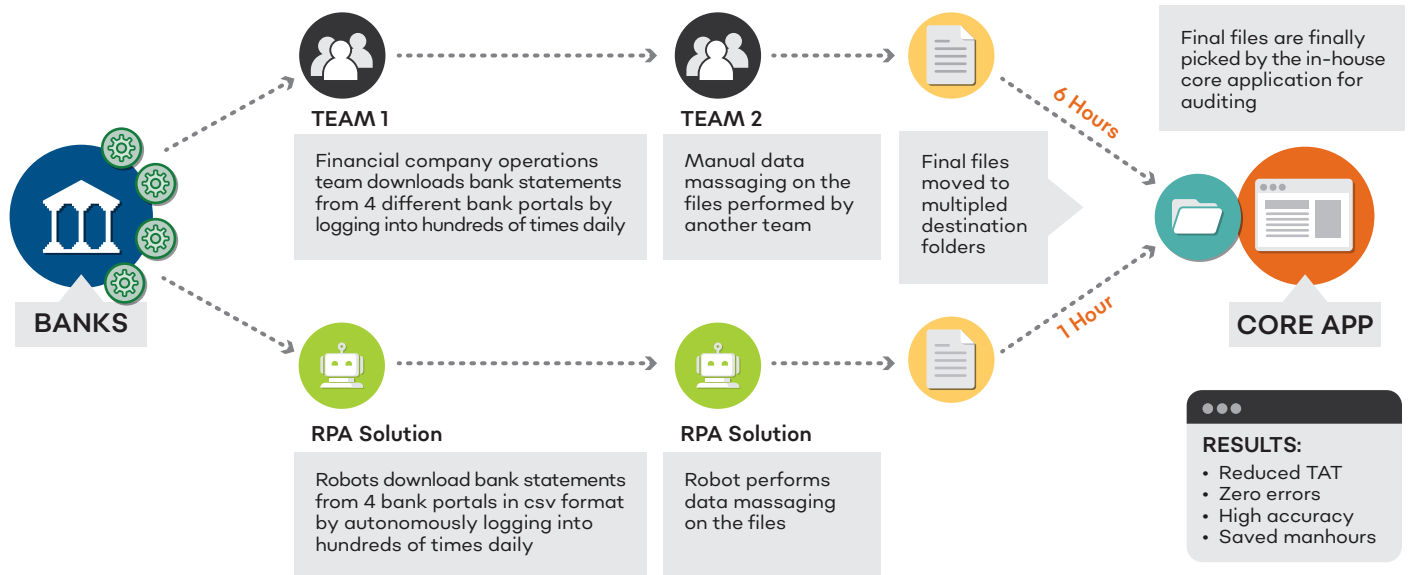 BANKS
TEAM 1
Financial company operations
team downloads bank statements
from 4 different bank portals by
logging into hundreds of times daily
TEAM 2
Manual data
massaging on the
files performed by
another team
Final files
moved to
multipled
destination
folders
6 Hours
Final files are finally
picked by the in-house
core application for
auditing
CORE APP
1 Hour
RPA Solution
Robots download bank statements
from 4 bank portals in csv format
by autonomously logging into
hundreds of times daily
RPA Solution
Robot performs
data massaging
on the files
RESULTS:
• Reduced TAT
• Zero errors
• High accuracy
• Saved manhours